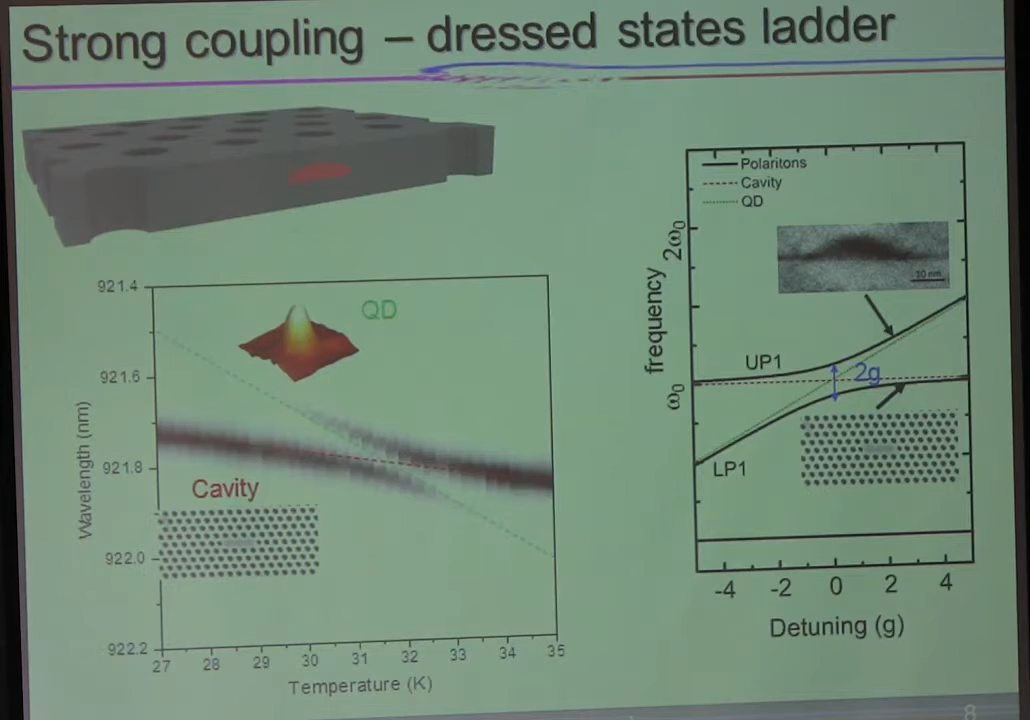 Strong coupling – dressed states ladder
QD
Cavity
921.4
921.6
921.8
922.0
922.2
Wavelength (nm)
27 28 29 30 31 32 33 34 35
Temperature (K)
Polaritons
Cavity
QD
10 nm
UP1
2g
LP1
frequency
2ω0
ω0
-4 -2 0 2 4
Detuning (g)
8